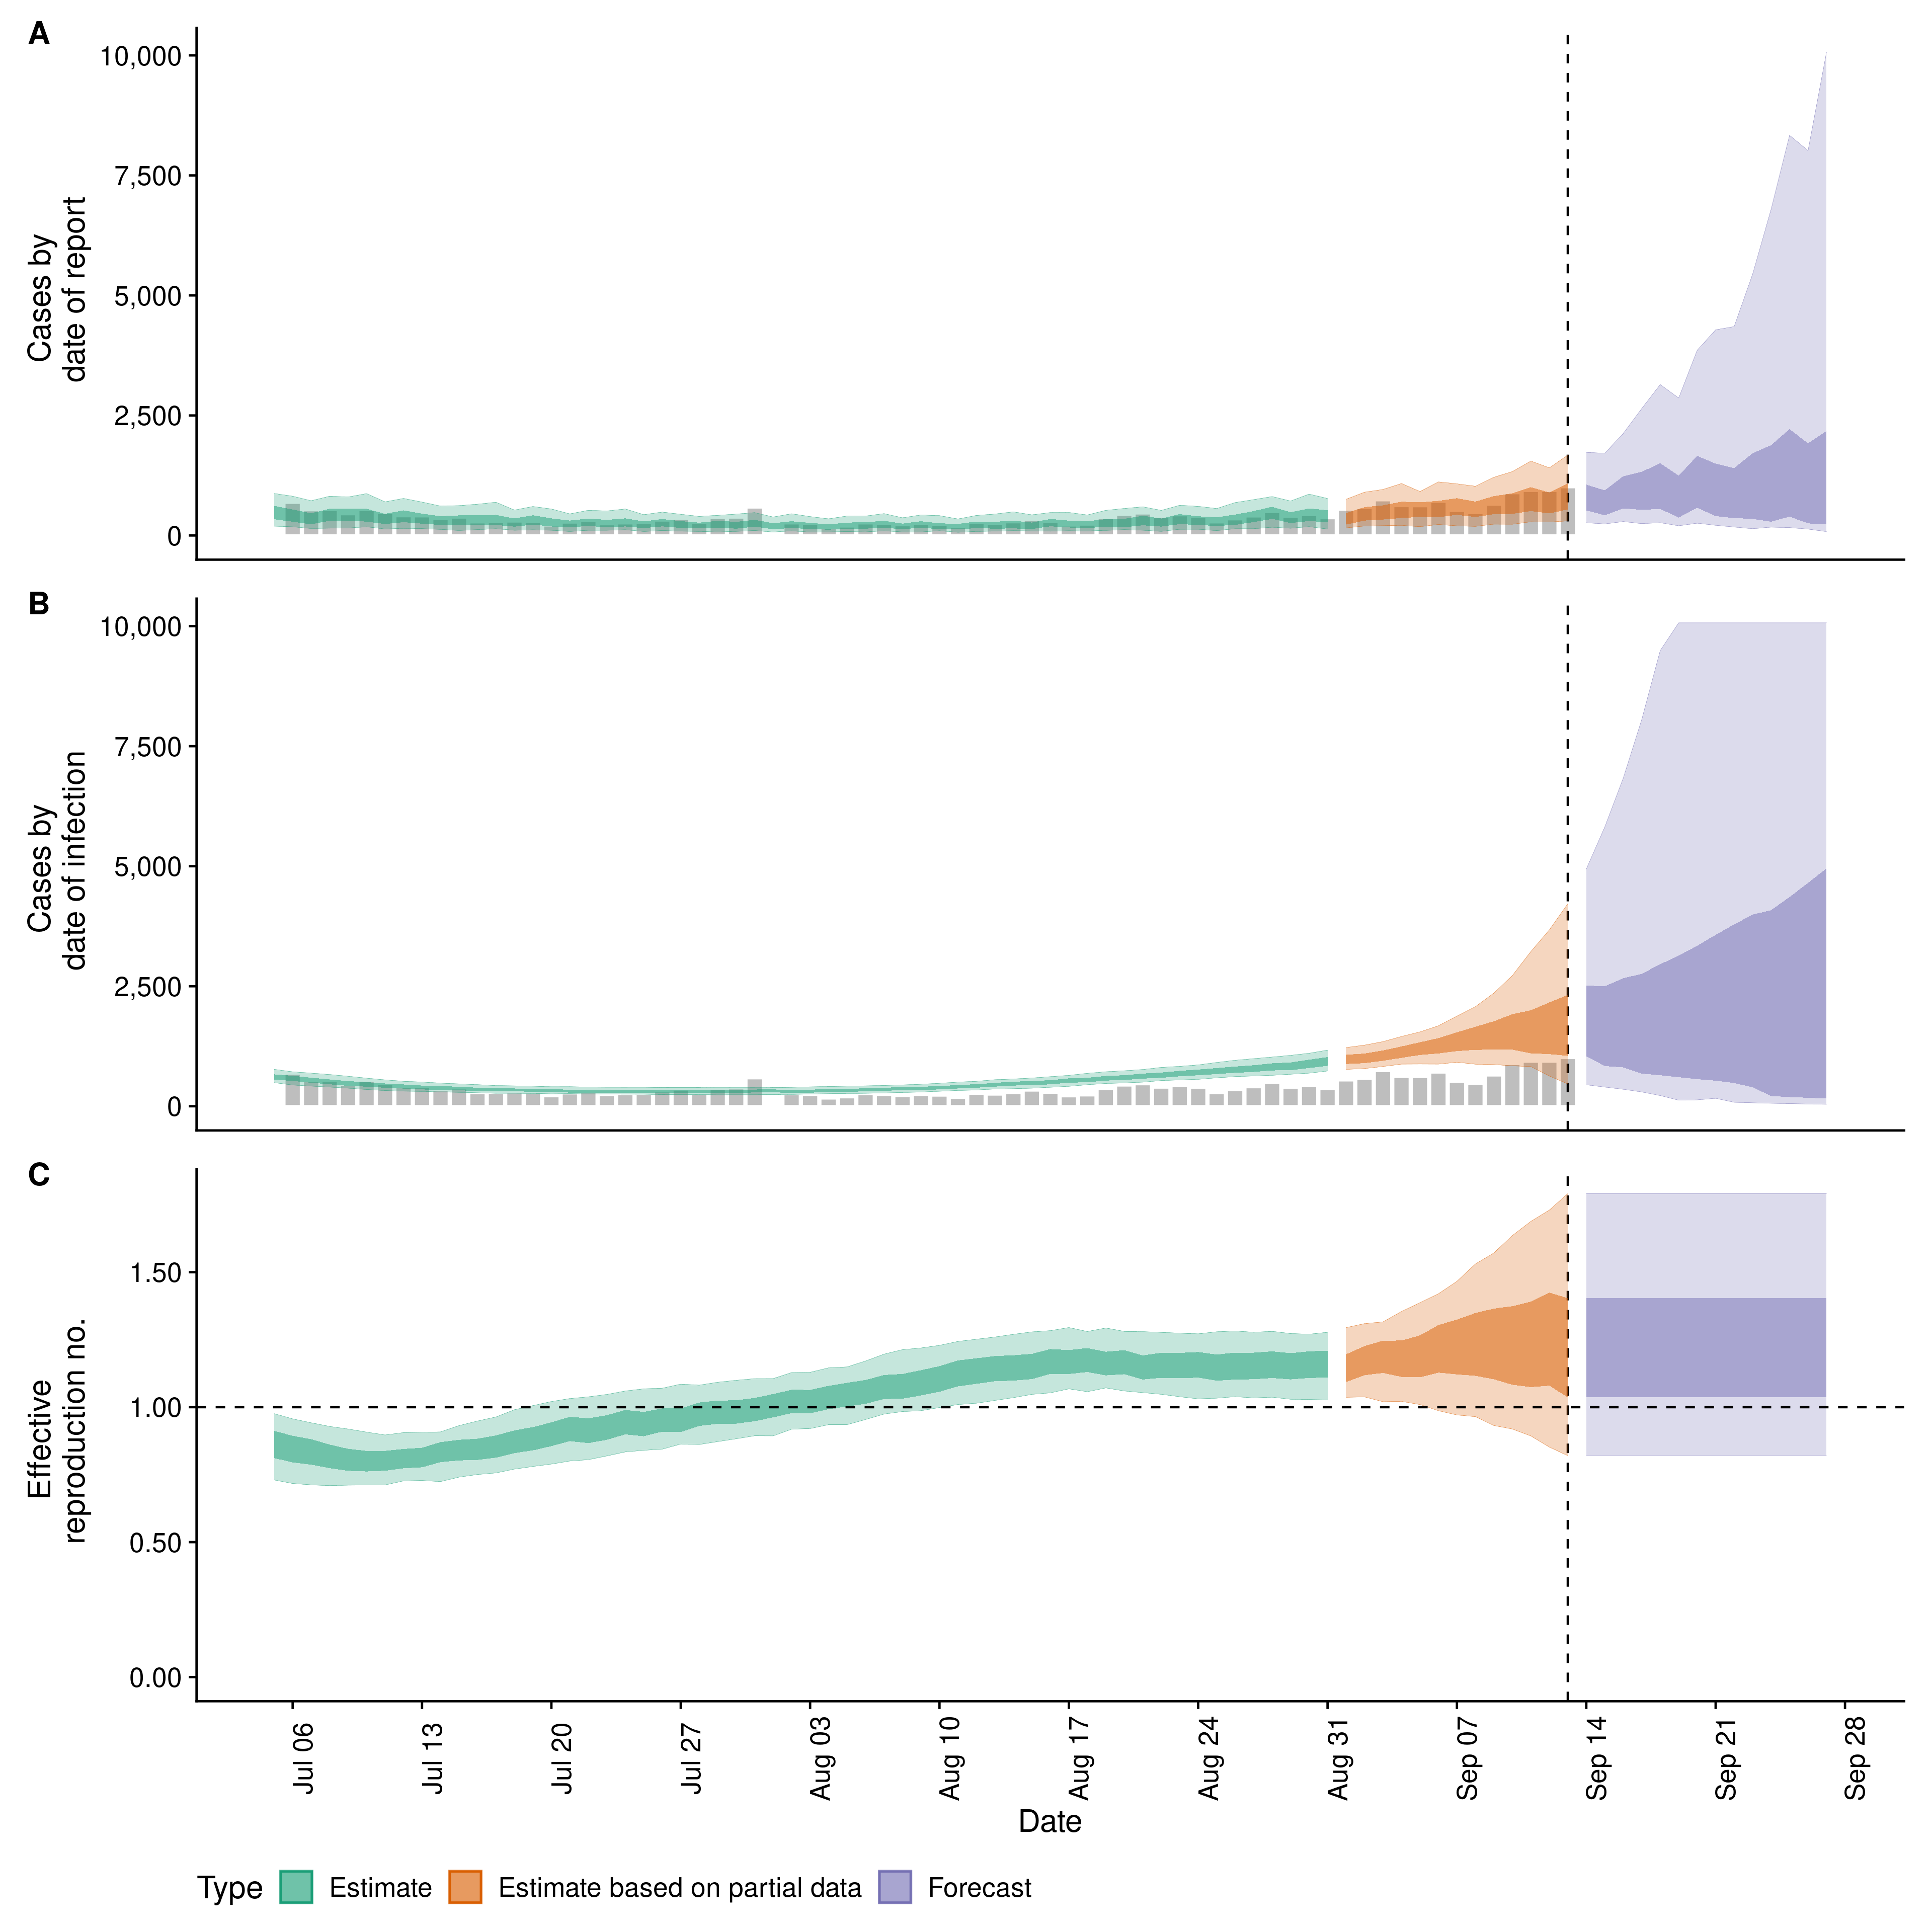 A
10,000
7,500
5,000
2,500
0
Cases by
date of report
B
10,000
7,500
5,000
2,500
0
Cases by
date of infection
C
1.50
1.00
0.50
0.00
Effective
reproduction no.
Jul 06
Jul 13
Jul 20
Jul 27
Aug 03
Aug 10
Aug 17
Aug 24
Aug 31
Sep 07
Sep 14
Sep 21
Sep 28
Date
Type Estimate Estimate based on partial data Forecast